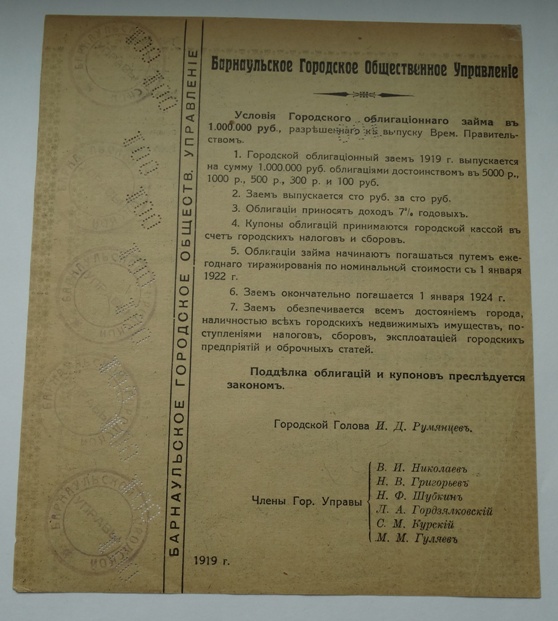 Барнаульское Городское Общественное Управленіе
Условія Городского облигаціоннаго займа въ
1.000.000 руб., разрѣшеннаго къ выпуску Врем. Правитель-
ствомъ.
1. Городской облигаціонный заемъ 1919 г. выпускается
на сумму 1.000.000 руб. облигаціями достоинствомъ въ 5000 р.,
1000 р., 500 р., 300 р. и 100 руб.
2. Заемъ выпускается сто руб. за сто руб.
3. Облигаціи приносятъ доходъ 7% годовыхъ.
4. Купоны облигацій принимаются городской кассой въ
счетъ городскихъ налоговъ и сборовъ.
5. Облигаціи займа начинаютъ погашаться путемъ еже-
годнаго тиражированія по номинальной стоимости съ 1 января
1922 г.
6. Заемъ окончательно погашается 1 января 1924 г.
7. Заемъ обезпечивается всемъ достояніемъ города,
наличностью всѣхъ городскихъ недвижимыхъ имуществъ, по-
ступленіями налоговъ, сборовъ, эксплоатаціей городскихъ
предпріятій и оброчныхъ статей.
Поддѣлка облигацій и купоновъ преслѣдуется
закономъ.
Городской Голова И. Д. Румянцевъ.
Члены Гор. Управы
В. И. Николаевъ
Н. В. Григорьевъ
Н. Ф. Шубкинъ
Л. А. Гордзялковскій
С. М. Курскій
М. М. Гуляевъ
1919 г.
БАРНАУЛЬСКОЕ ГОРОДСКОЕ ОБЩЕСТВ. УПРАВЛЕНІЕ